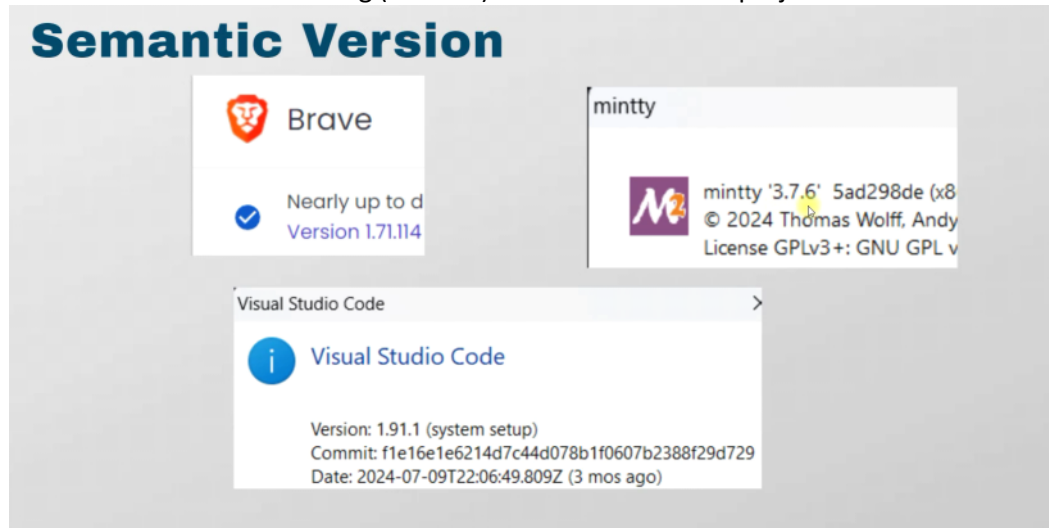 Semantic Version
Brave
Nearly up to d
Version 1.71.114
mintty
mintty '3.7.6' 5ad298de (x8
© 2024 Thomas Wolff, Andy
License GPLv3+: GNU GPL v
Visual Studio Code
Visual Studio Code
Version: 1.91.1 (system setup)
Commit: f1e16e1e6214d7c44d078b1f0607b2388f29d729
Date: 2024-07-09T22:06:49.809Z (3 mos ago)